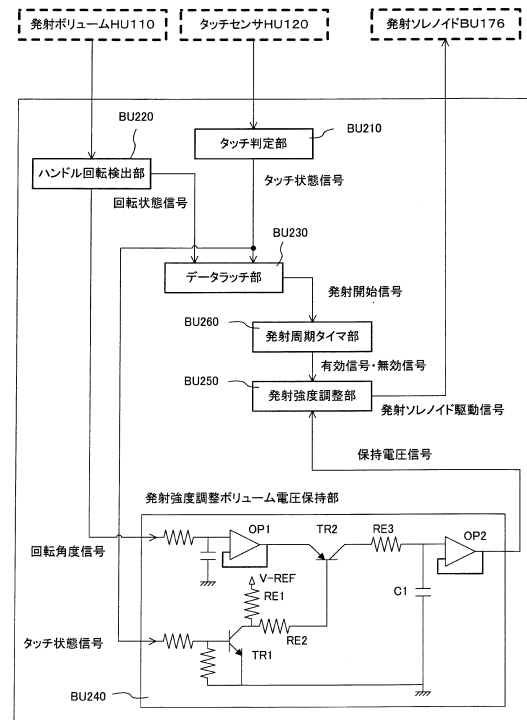 発射ボリュームHU110
タッチセンサHU120
発射ソレノイドBU176
BU220
BU210
タッチ判定部
ハンドル回転検出部
タッチ状態信号
回転状態信号
BU230
データラッチ部
発射開始信号
BU260
発射周期タイマ部
有効信号・無効信号
BU250
発射強度調整部
発射ソレノイド駆動信号
保持電圧信号
発射強度調整ボリューム電圧保持部
OP1
TR2
RE3
OP2
回転角度信号
V-REF
RE1
C1
RE2
タッチ状態信号
TR1
BU240